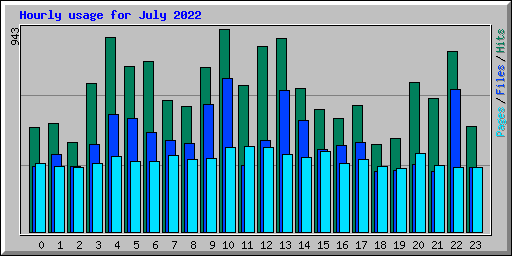 Hourly usage for July 2022
943
Pages / Files / Hits
0 1 2 3 4 5 6 7 8 9 10 11 12 13 14 15 16 17 18 19 20 21 22 23